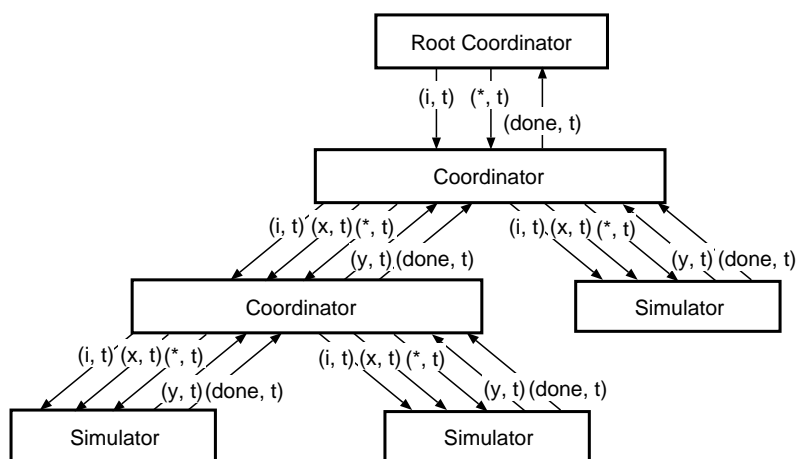 Root Coordinator
(i, t) (*, t)
(done, t)
Coordinator
(i, t) (x, t) (*, t) (i, t) (x, t) (*, t)
(y, t) (done, t) (y, t) (done, t)
Coordinator Simulator
(i, t) (x, t) (*, t) (i, t) (x, t) (*, t)
(y, t) (done, t) (y, t) (done, t)
Simulator Simulator